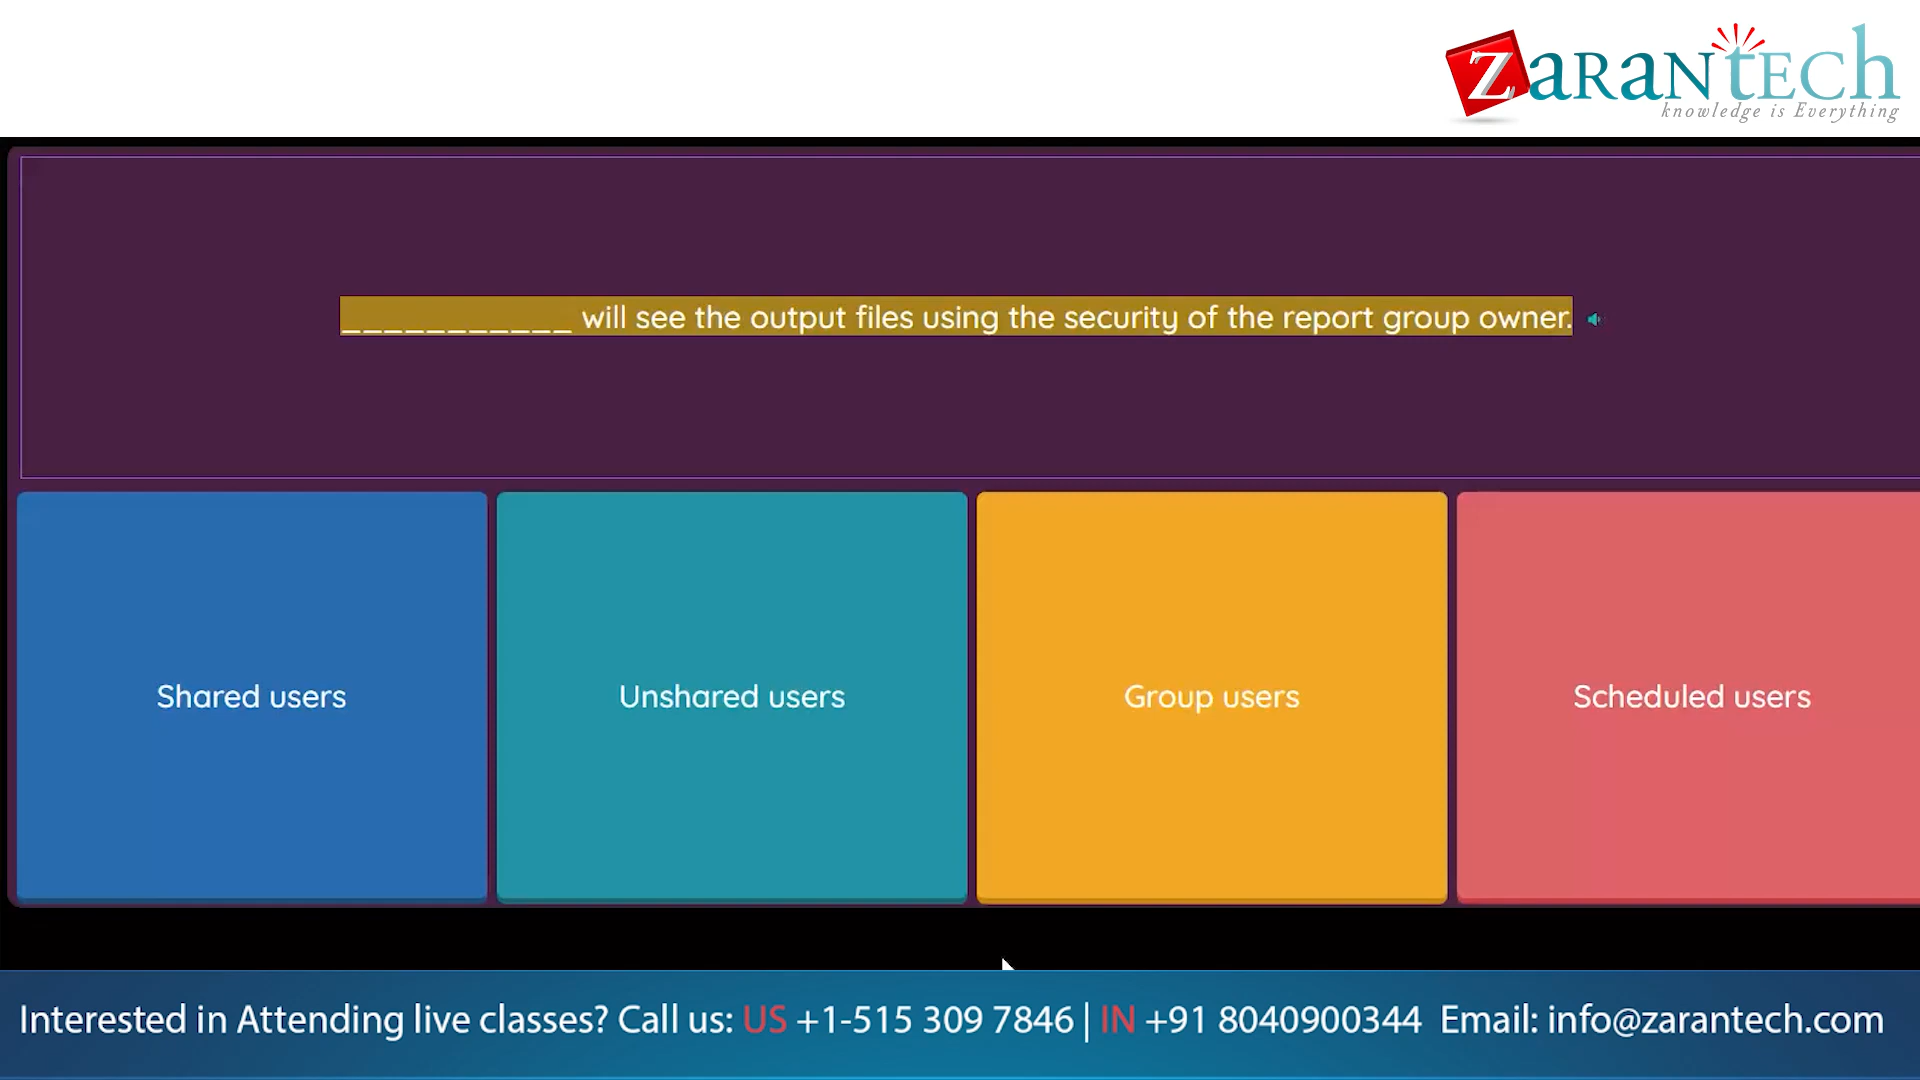 ZARANTECH
knowledge is Everything
___________ will see the output files using the security of the report group owner.
Shared users
Unshared users
Group users
Scheduled users
Interested in Attending live classes? Call us: US +1-515 309 7846 | IN +91 8040900344 Email: info@zarantech.com